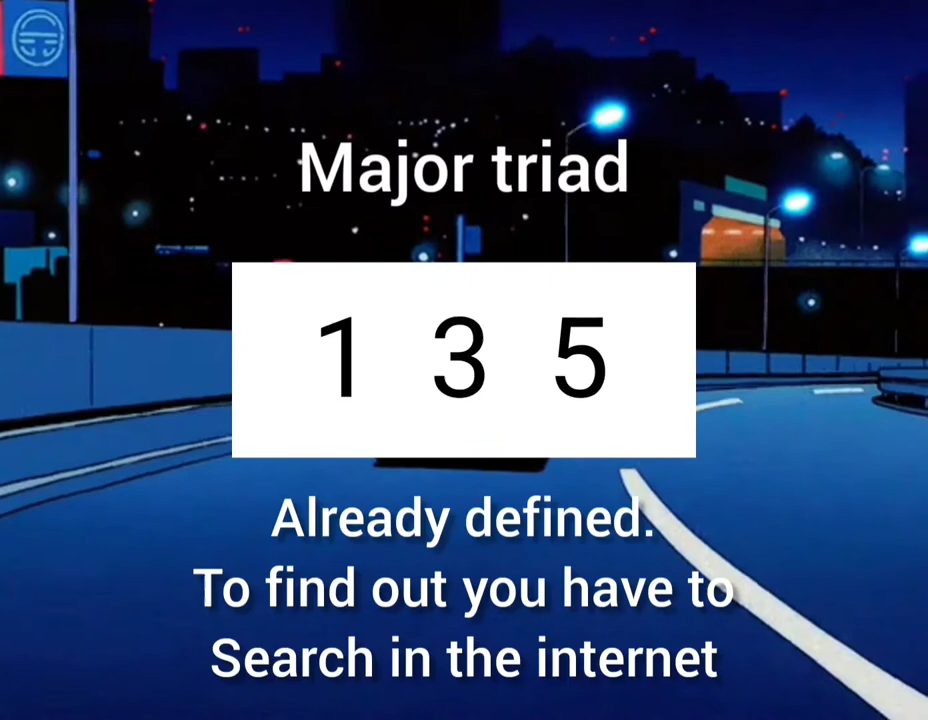 Major triad
1 3 5
Already defined.
To find out you have to
Search in the internet